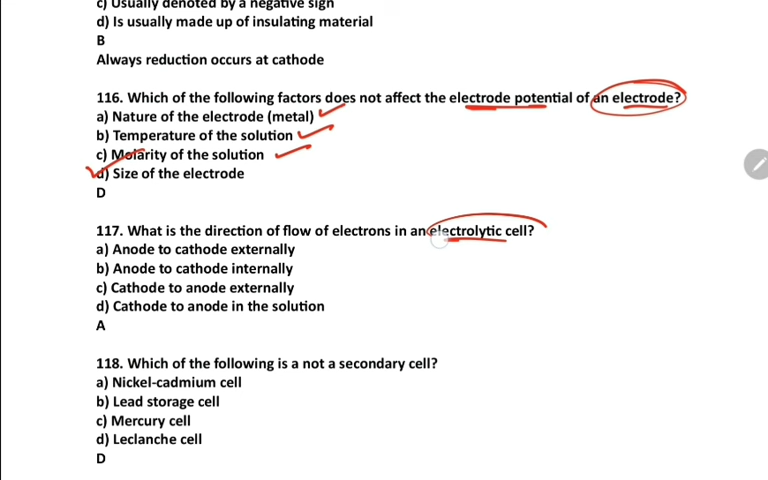 c) Usually denoted by a negative sign
d) Is usually made up of insulating material
B
Always reduction occurs at cathode
116. Which of the following factors does not affect the electrode potential of an electrode?
a) Nature of the electrode (metal)
b) Temperature of the solution
c) Molarity of the solution
d) Size of the electrode
D
117. What is the direction of flow of electrons in an electrolytic cell?
a) Anode to cathode externally
b) Anode to cathode internally
c) Cathode to anode externally
d) Cathode to anode in the solution
A
118. Which of the following is a not a secondary cell?
a) Nickel-cadmium cell
b) Lead storage cell
c) Mercury cell
d) Leclanche cell
D